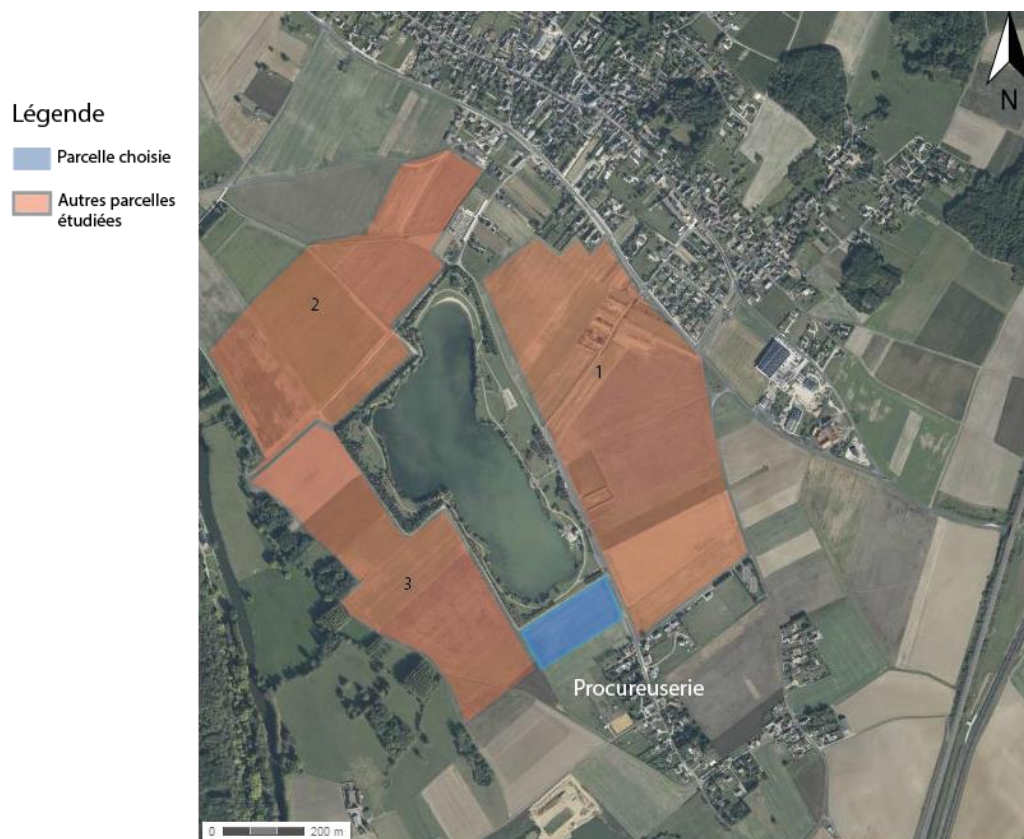 Légende
Parcelle choisie
Autres parcelles
étudiées
N
2
1
3
Procureuserie
0 200 m